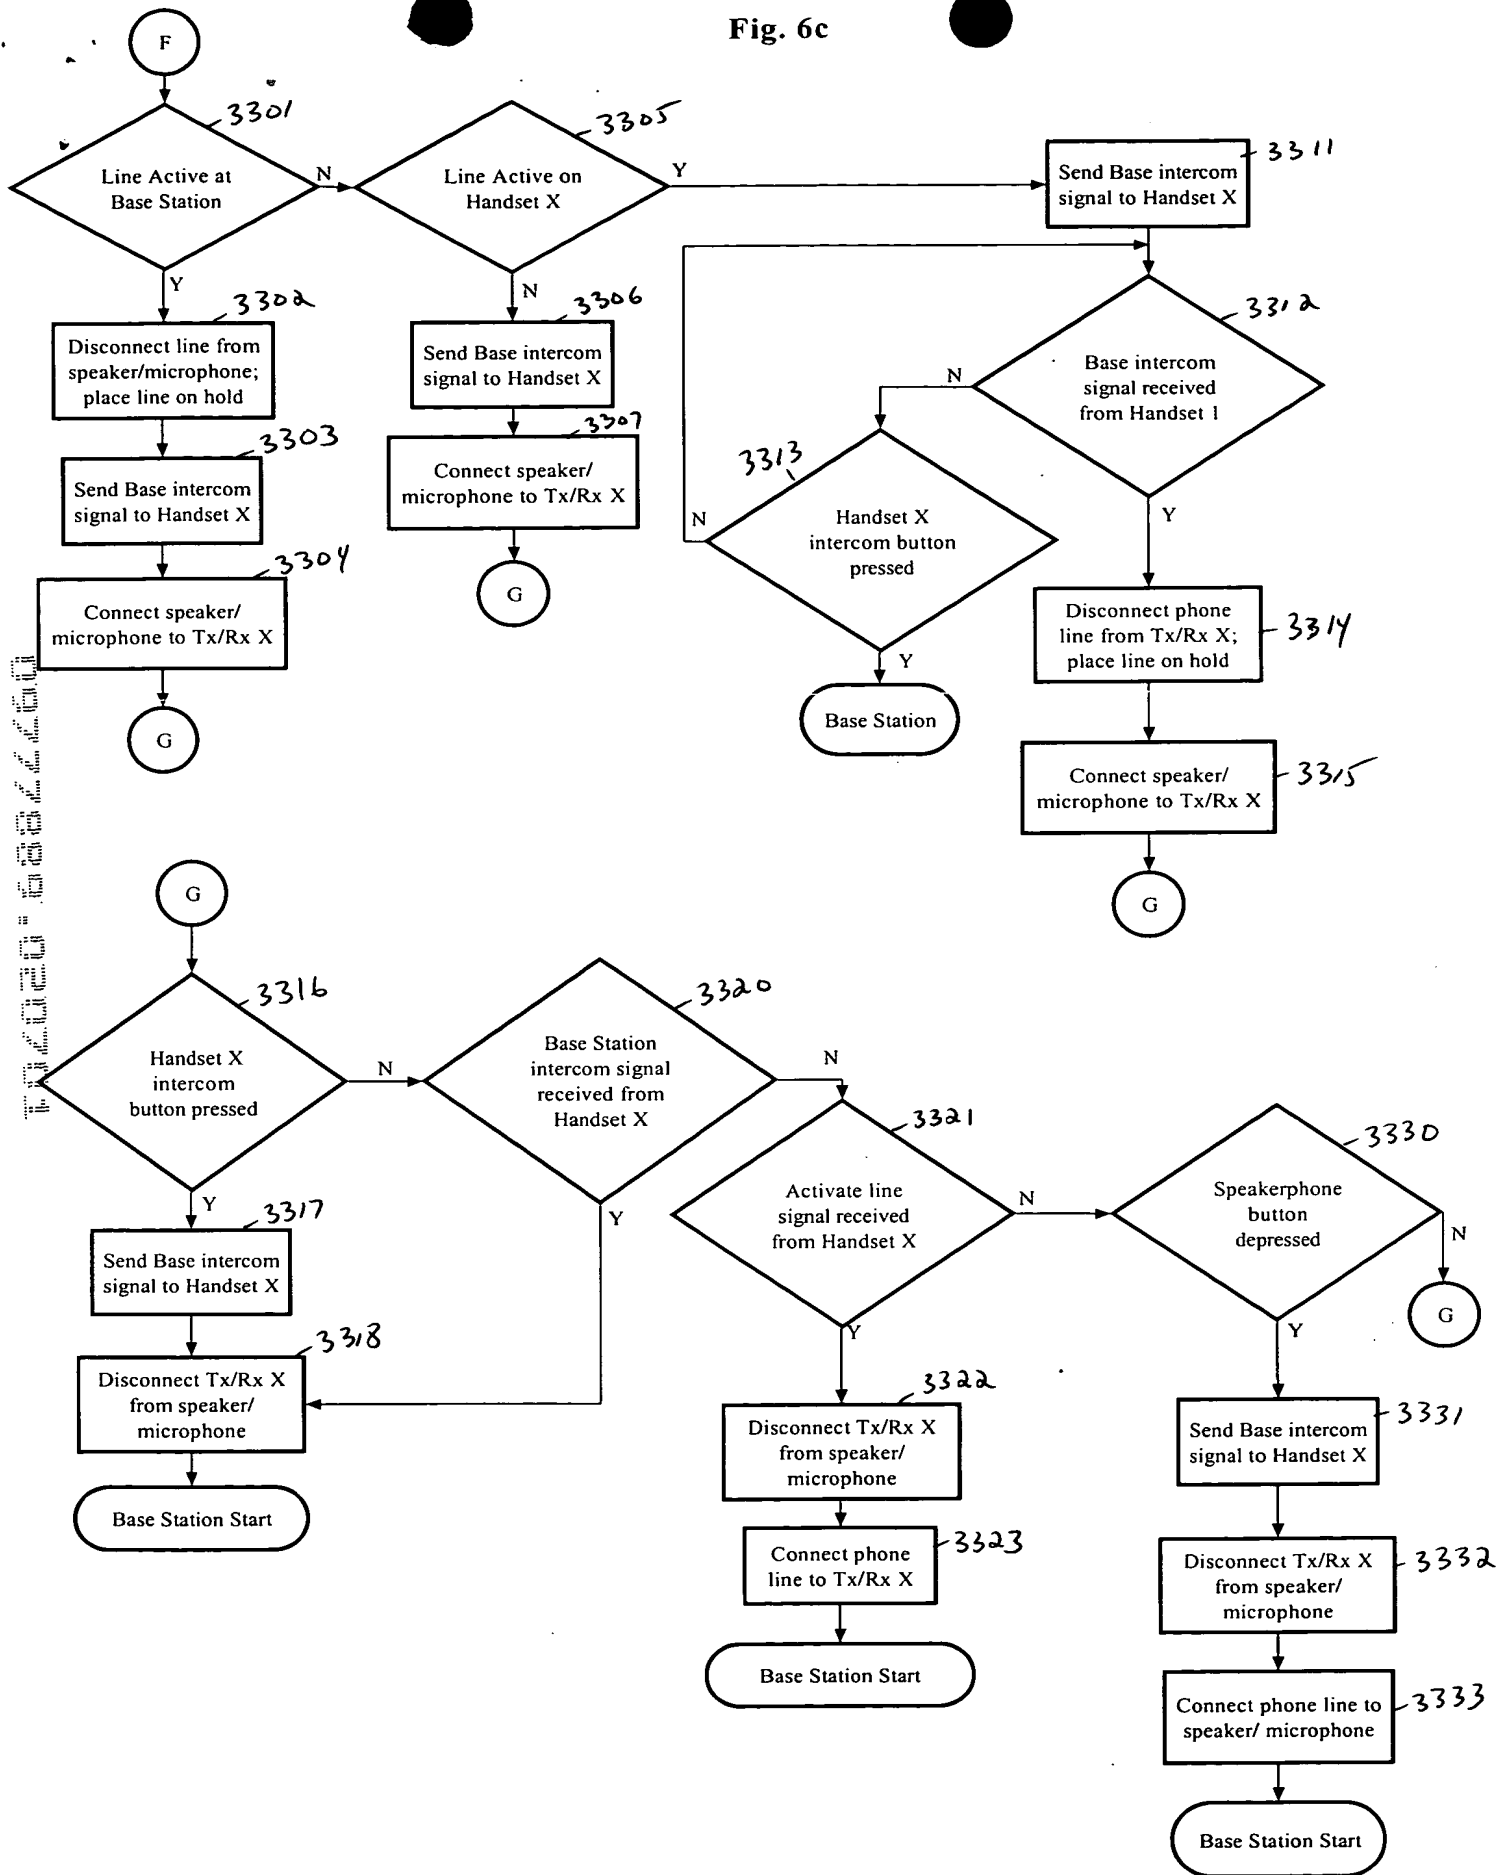 Fig. 6c
F
3301
Line Active at
Base Station
N
Y
3302
Disconnect line from
speaker/microphone;
place line on hold
3303
Send Base intercom
signal to Handset X
3304
Connect speaker/
microphone to Tx/Rx X
G
3305
Line Active on
Handset X
Y
N
3306
Send Base intercom
signal to Handset X
3307
Connect speaker/
microphone to Tx/Rx X
G
3311
Send Base intercom
signal to Handset X
3312
Base intercom
signal received
from Handset 1
N
Y
3313
Handset X
intercom button
pressed
N
Y
Base Station
3314
Disconnect phone
line from Tx/Rx X;
place line on hold
3315
Connect speaker/
microphone to Tx/Rx X
G
G
3316
Handset X
intercom
button pressed
N
Y
3317
Send Base intercom
signal to Handset X
3318
Disconnect Tx/Rx X
from speaker/
microphone
Base Station Start
3320
Base Station
intercom signal
received from
Handset X
N
Y
3321
Activate line
signal received
from Handset X
N
Y
3322
Disconnect Tx/Rx X
from speaker/
microphone
3323
Connect phone
line to Tx/Rx X
Base Station Start
3330
Speakerphone
button
depressed
N
G
Y
3331
Send Base intercom
signal to Handset X
3332
Disconnect Tx/Rx X
from speaker/
microphone
3333
Connect phone line to
speaker/ microphone
Base Station Start